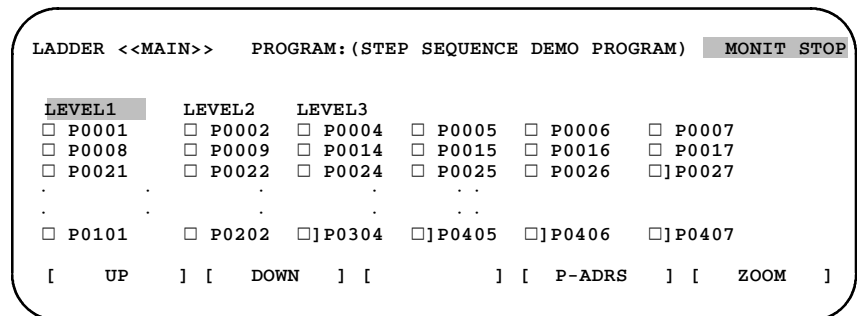 LADDER <<MAIN>> PROGRAM:(STEP SEQUENCE DEMO PROGRAM) MONIT STOP
LEVEL1 LEVEL2 LEVEL3
□ P0001 □ P0002 □ P0004 □ P0005 □ P0006 □ P0007
□ P0008 □ P0009 □ P0014 □ P0015 □ P0016 □ P0017
□ P0021 □ P0022 □ P0024 □ P0025 □ P0026 □]P0027
. . . . . .
. . . . . .
□ P0101 □ P0202 □]P0304 □]P0405 □]P0406 □]P0407
[ UP ] [ DOWN ] [ ] [ P-ADRS ] [ ZOOM ]